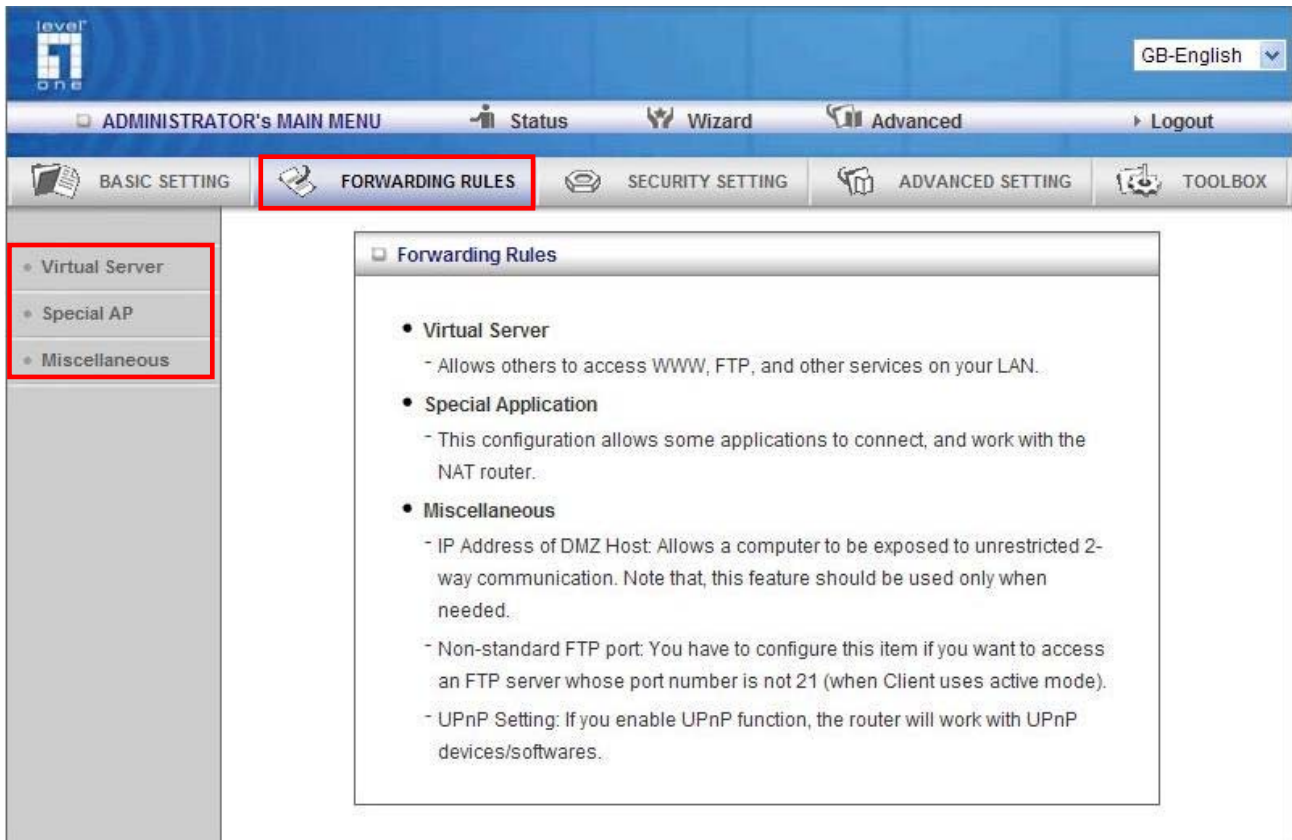 level
one
GB-English
ADMINISTRATOR's MAIN MENU
Status
Wizard
Advanced
Logout
BASIC SETTING
FORWARDING RULES
SECURITY SETTING
ADVANCED SETTING
TOOLBOX
Virtual Server
Special AP
Miscellaneous
Forwarding Rules
Virtual Server
- Allows others to access WWW, FTP, and other services on your LAN.
Special Application
- This configuration allows some applications to connect, and work with the
NAT router.
Miscellaneous
- IP Address of DMZ Host: Allows a computer to be exposed to unrestricted 2-
way communication. Note that, this feature should be used only when
needed.
- Non-standard FTP port: You have to configure this item if you want to access
an FTP server whose port number is not 21 (when Client uses active mode).
- UPnP Setting: If you enable UPnP function, the router will work with UPnP
devices/softwares.